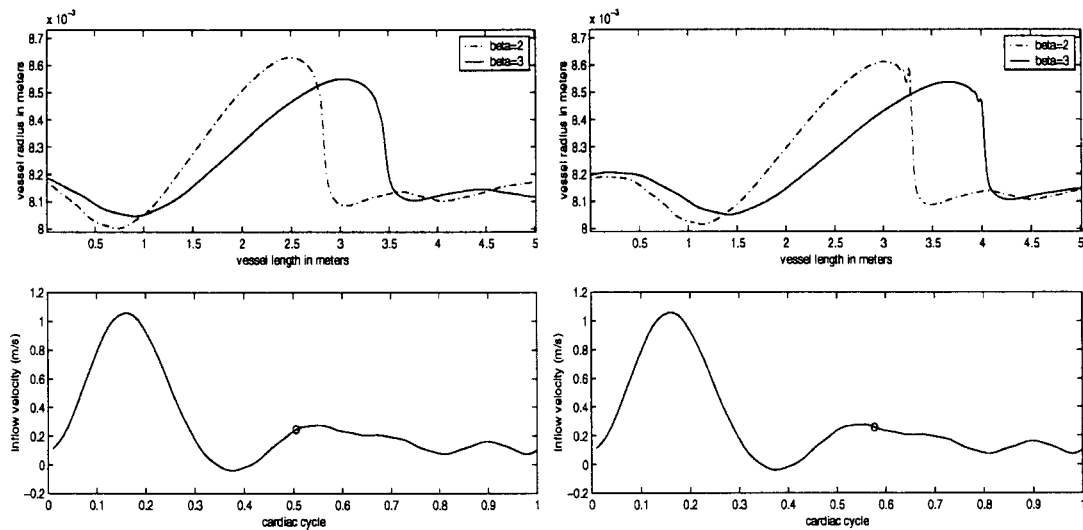 x 10⁻³
vessel radius in meters
8.7
8.6
8.5
8.4
8.3
8.2
8.1
8
beta=2
beta=3
0.5 1 1.5 2 2.5 3 3.5 4 4.5 5
vessel length in meters
x 10⁻³
vessel radius in meters
8.7
8.6
8.5
8.4
8.3
8.2
8.1
8
beta=2
beta=3
0.5 1 1.5 2 2.5 3 3.5 4 4.5 5
vessel length in meters
Inflow velocity (m/s)
1.2
1
0.8
0.6
0.4
0.2
0
−0.2
0 0.1 0.2 0.3 0.4 0.5 0.6 0.7 0.8 0.9 1
cardiac cycle
Inflow velocity (m/s)
1.2
1
0.8
0.6
0.4
0.2
0
−0.2
0 0.1 0.2 0.3 0.4 0.5 0.6 0.7 0.8 0.9 1
cardiac cycle